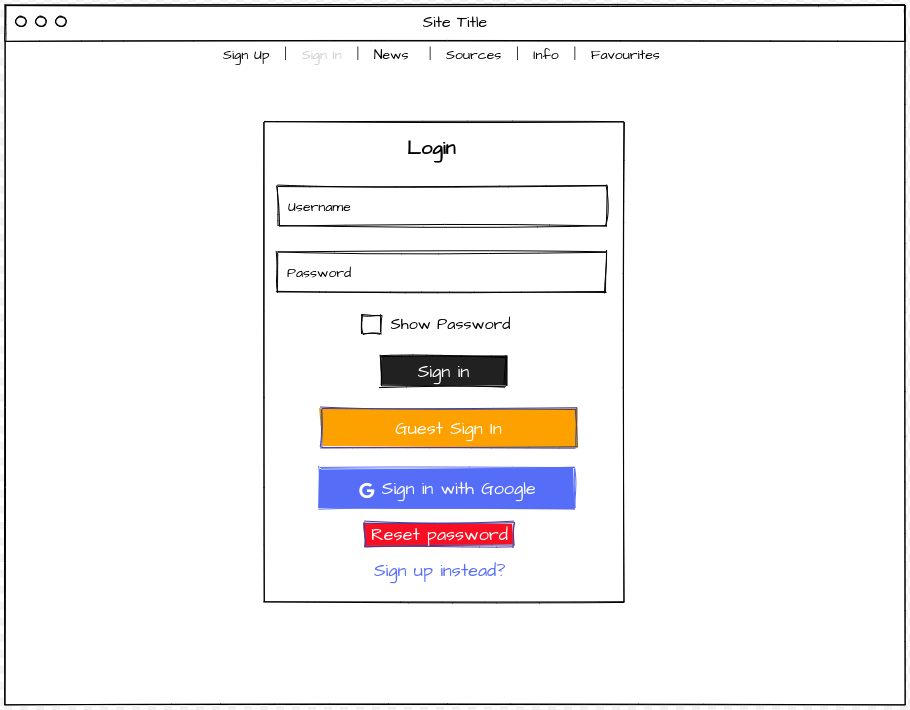 Site Title
Sign Up | Sign In | News | Sources | Info | Favourites
Login
Username
Password
Show Password
Sign in
Guest Sign In
G Sign in with Google
Reset password
Sign up instead?